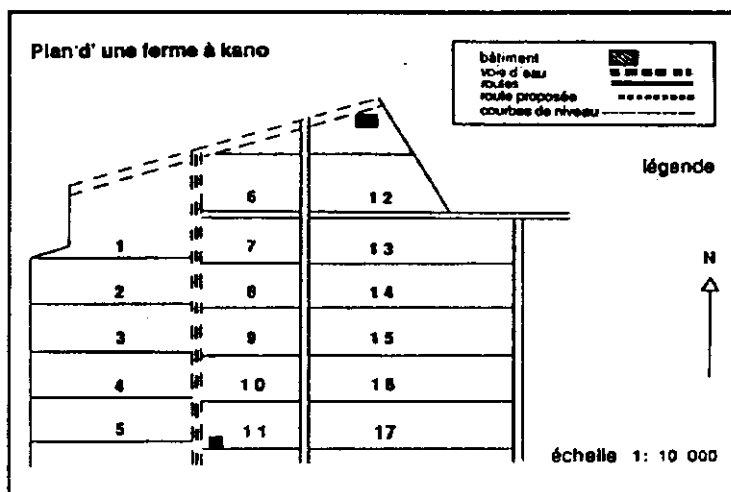 Plan d' une ferme à kano
bâtiment
voie d'eau
routes
route proposée
courbes de niveau
légende
6 12
1 7 13
2 8 14
3 9 15
4 10 16
5 11 17
N
échelle 1: 10 000